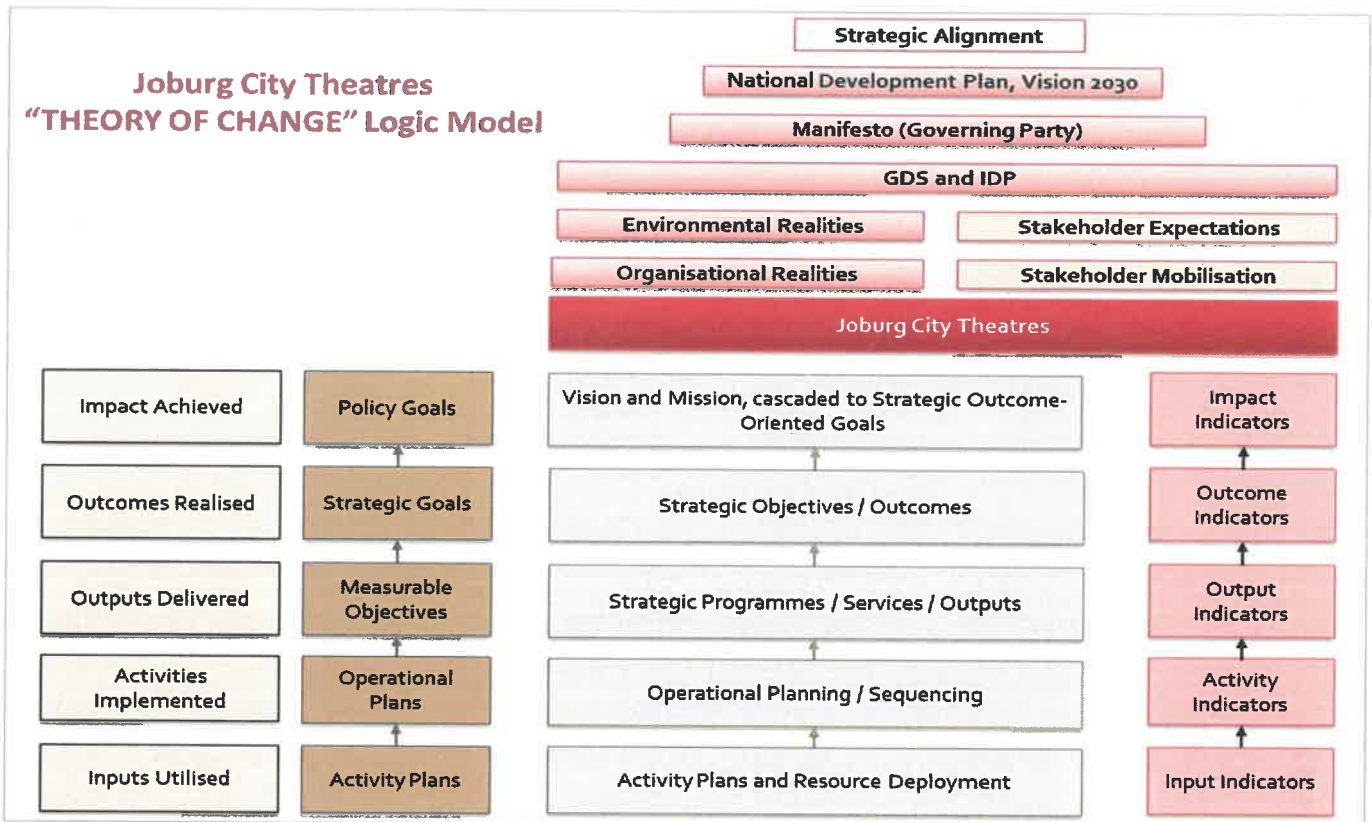 Joburg City Theatres
“THEORY OF CHANGE” Logic Model
Strategic Alignment
National Development Plan, Vision 2030
Manifesto (Governing Party)
GDS and IDP
Environmental Realities
Stakeholder Expectations
Organisational Realities
Stakeholder Mobilisation
Joburg City Theatres
Impact Achieved
Policy Goals
Vision and Mission, cascaded to Strategic Outcome-
Oriented Goals
Impact
Indicators
Outcomes Realised
Strategic Goals
Strategic Objectives / Outcomes
Outcome
Indicators
Outputs Delivered
Measurable
Objectives
Strategic Programmes / Services / Outputs
Output
Indicators
Activities
Implemented
Operational
Plans
Operational Planning / Sequencing
Activity
Indicators
Inputs Utilised
Activity Plans
Activity Plans and Resource Deployment
Input Indicators